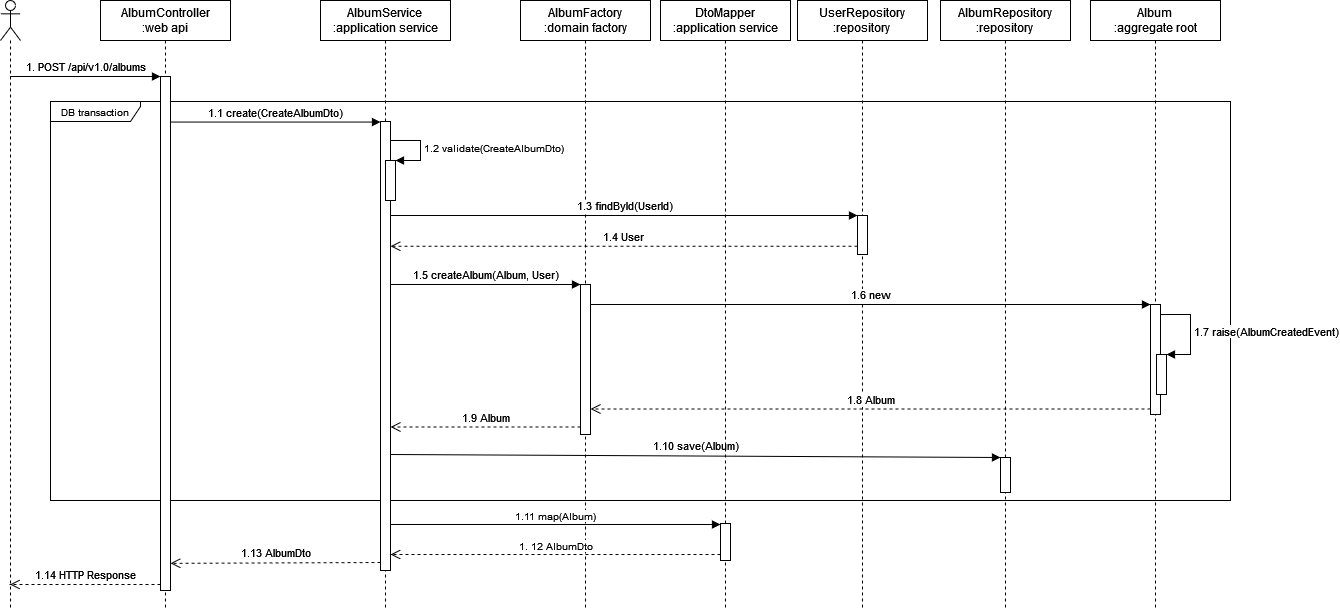 AlbumController
:web api
AlbumService
:application service
AlbumFactory
:domain factory
DtoMapper
:application service
UserRepository
:repository
AlbumRepository
:repository
Album
:aggregate root
1. POST /api/v1.0/albums
DB transaction
1.1 create(CreateAlbumDto)
1.2 validate(CreateAlbumDto)
1.3 findById(UserId)
1.4 User
1.5 createAlbum(Album, User)
1.6 new
1.7 raise(AlbumCreatedEvent)
1.8 Album
1.9 Album
1.10 save(Album)
1.11 map(Album)
1. 12 AlbumDto
1.13 AlbumDto
1.14 HTTP Response